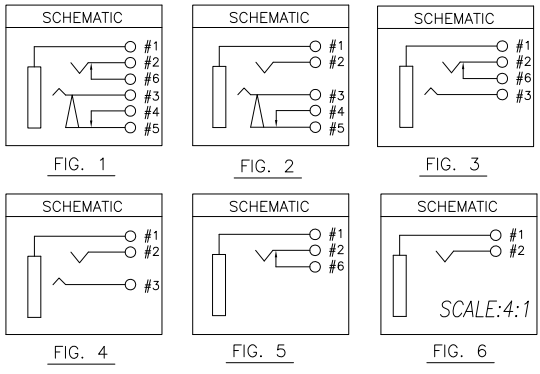 SCHEMATIC
#1
#2
#6
#3
#4
#5
FIG. 1
SCHEMATIC
#1
#2
#3
#4
#5
FIG. 2
SCHEMATIC
#1
#2
#6
#3
FIG. 3
SCHEMATIC
#1
#2
#3
FIG. 4
SCHEMATIC
#1
#2
#6
FIG. 5
SCHEMATIC
#1
#2
SCALE:4:1
FIG. 6